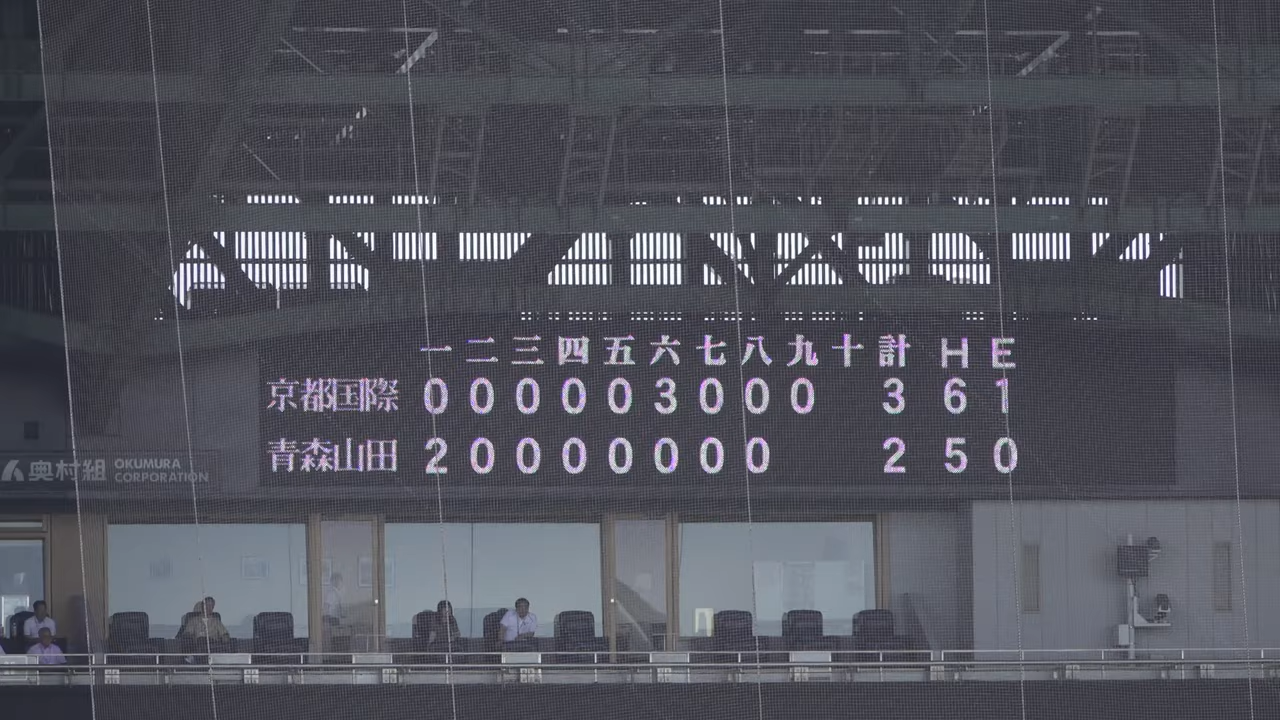 一 二 三 四 五 六 七 八 九 十 計 H E
京都国際 0 0 0 0 0 3 0 0 0 3 6 1
青森山田 2 0 0 0 0 0 0 0 2 5 0
奥村組 OKUMURA
CORPORATION